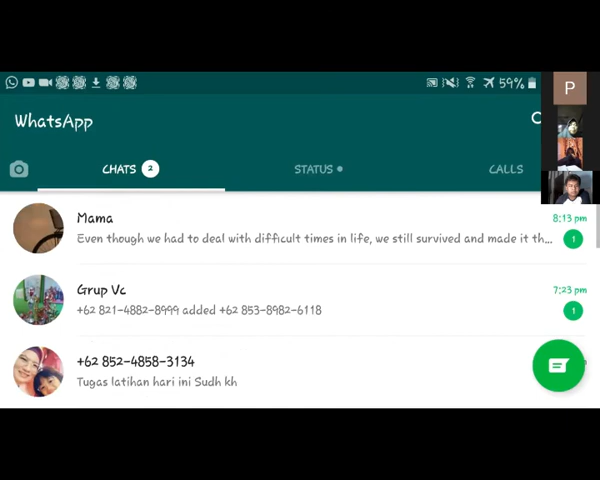 59%
P
WhatsApp
CHATS 2
STATUS
CALLS
Mama
8:13 pm
Even though we had to deal with difficult times in life, we still survived and made it th...
1
Grup Vc
7:23 pm
+62 821-4882-8999 added +62 853-8982-6118
1
+62 852-4858-3134
Tugas latihan hari ini Sudh kh